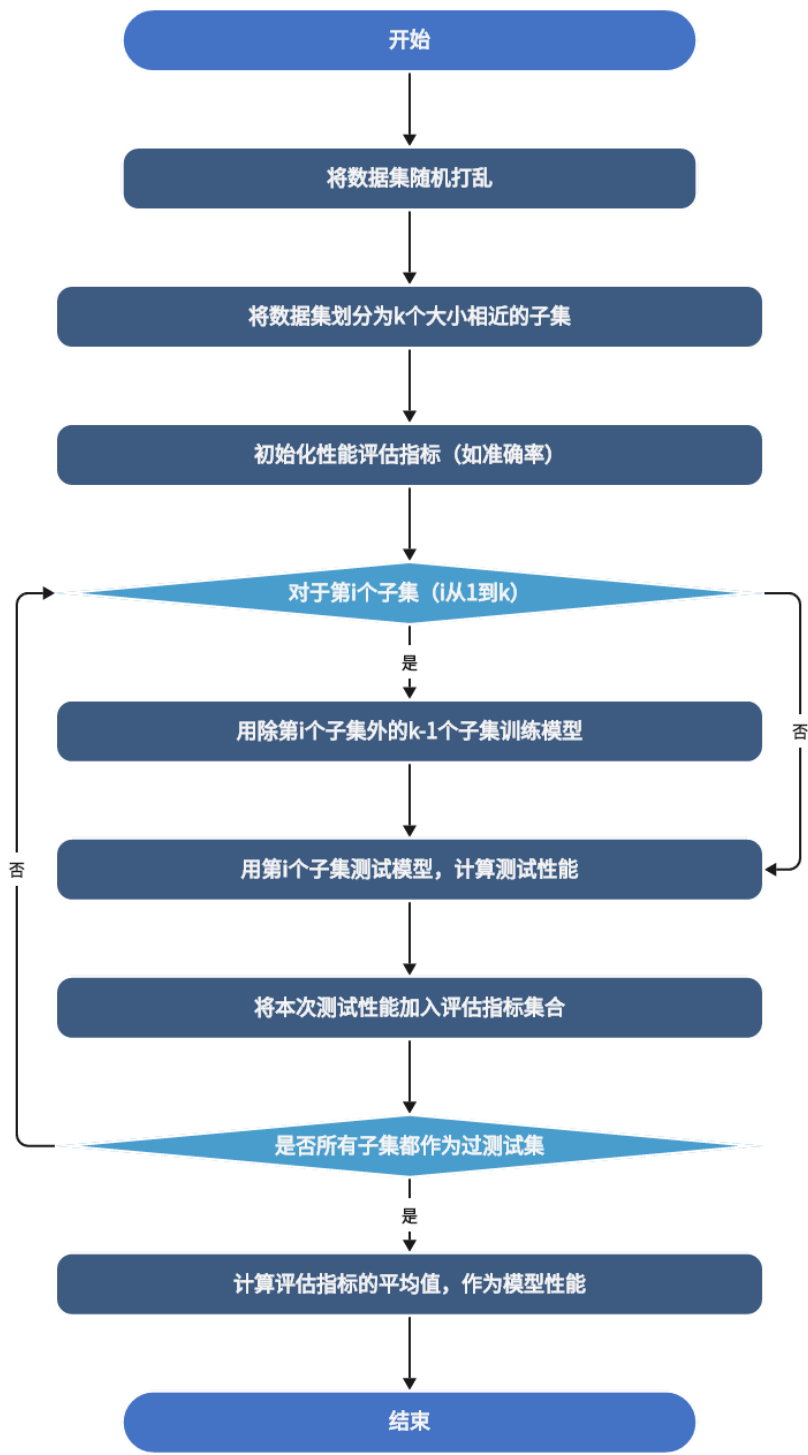 开始
将数据集随机打乱
将数据集划分为k个大小相近的子集
初始化性能评估指标（如准确率）
对于第i个子集（i从1到k）
是
用除第i个子集外的k-1个子集训练模型
否
用第i个子集测试模型，计算测试性能
否
将本次测试性能加入评估指标集合
是否所有子集都作为过测试集
是
计算评估指标的平均值，作为模型性能
结束